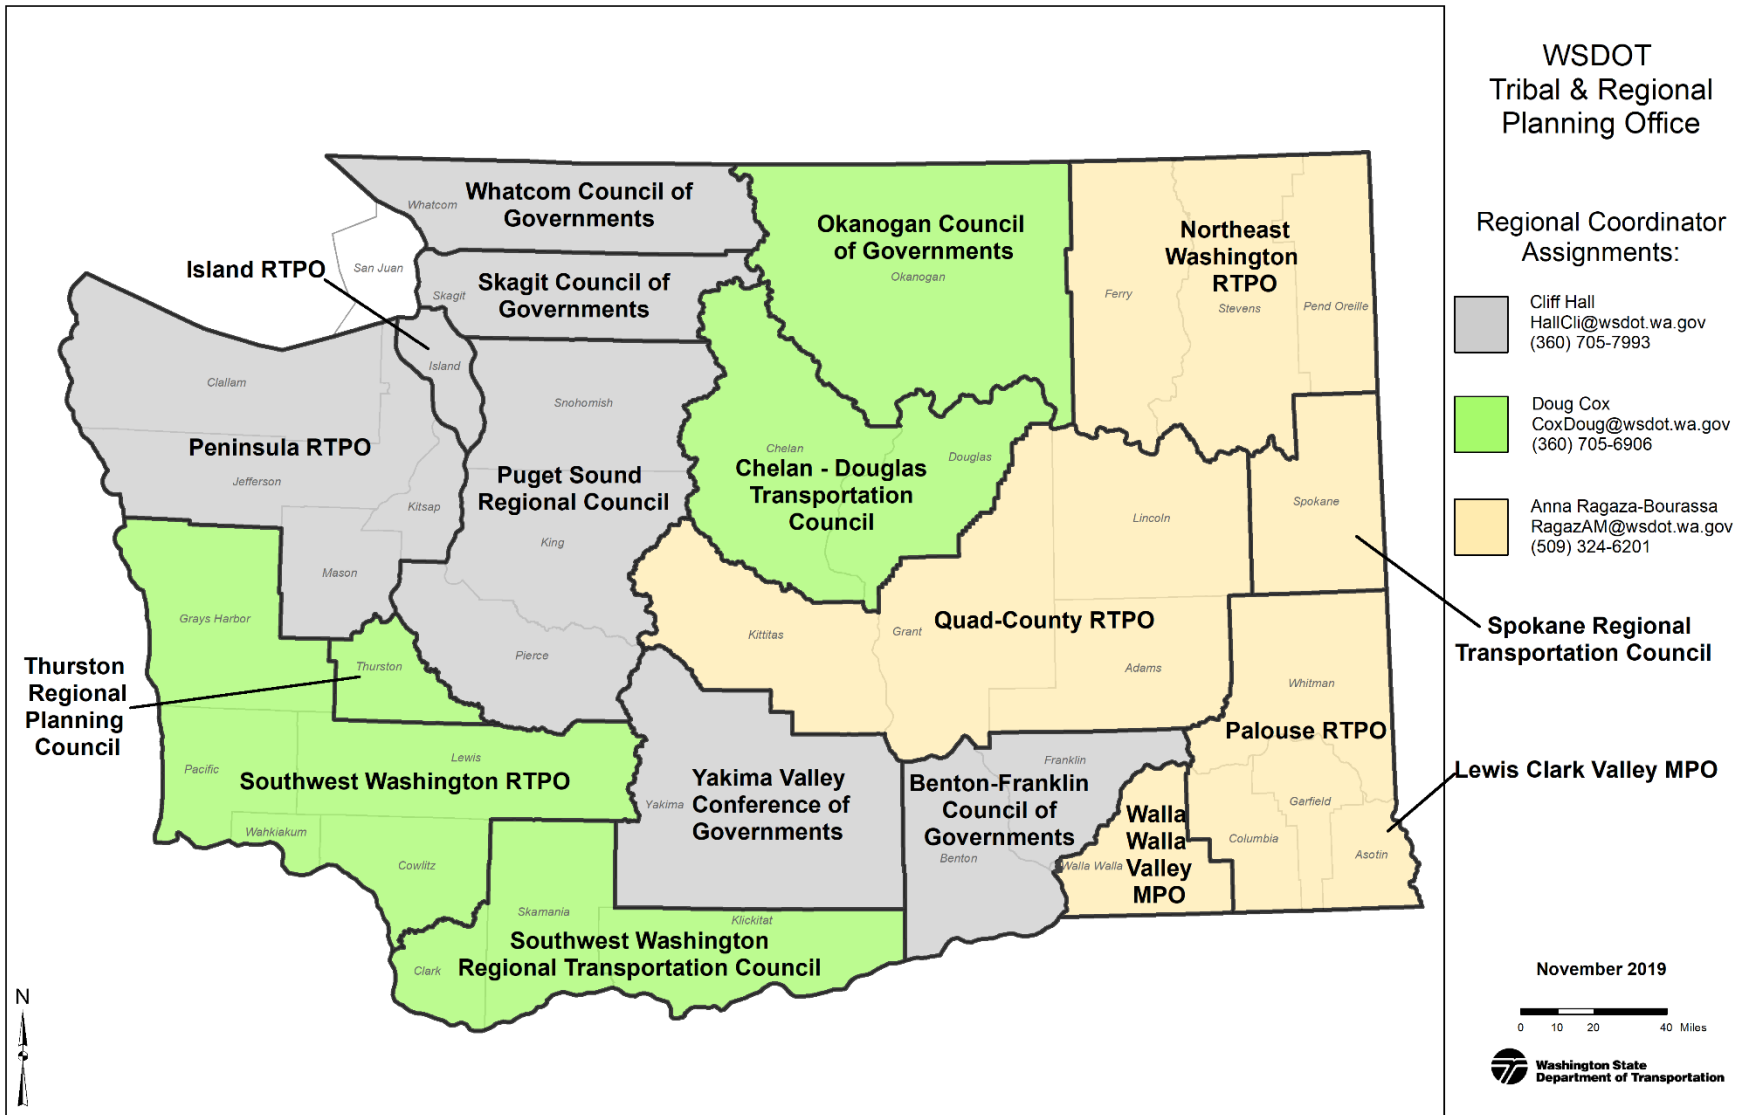 WSDOT
Tribal & Regional
Planning Office
Regional Coordinator
Assignments:
Cliff Hall
HallCli@wsdot.wa.gov
(360) 705-7993
Doug Cox
CoxDoug@wsdot.wa.gov
(360) 705-6906
Anna Ragaza-Bourassa
RagazAM@wsdot.wa.gov
(509) 324-6201
Whatcom Council of
Governments
Whatcom
San Juan
Island RTPO
Skagit Council of
Governments
Skagit
Okanogan Council
of Governments
Okanogan
Northeast
Washington
RTPO
Ferry
Stevens
Pend Oreille
Clallam
Island
Snohomish
Peninsula RTPO
Jefferson
Kitsap
Mason
Puget Sound
Regional Council
King
Pierce
Chelan
Douglas
Chelan - Douglas
Transportation
Council
Lincoln
Spokane
Grays Harbor
Thurston
Thurston
Regional
Planning
Council
Kittitas
Grant
Quad-County RTPO
Adams
Spokane Regional
Transportation Council
Whitman
Palouse RTPO
Lewis Clark Valley MPO
Garfield
Columbia
Asotin
Pacific
Lewis
Southwest Washington RTPO
Wahkiakum
Cowlitz
Yakima Valley
Conference of
Governments
Yakima
Franklin
Benton-Franklin
Council of
Governments
Benton
Walla Walla
Walla
Walla
Valley
MPO
Skamania
Klickitat
Southwest Washington
Regional Transportation Council
Clark
N
November 2019
0 10 20 40 Miles
Washington State
Department of Transportation